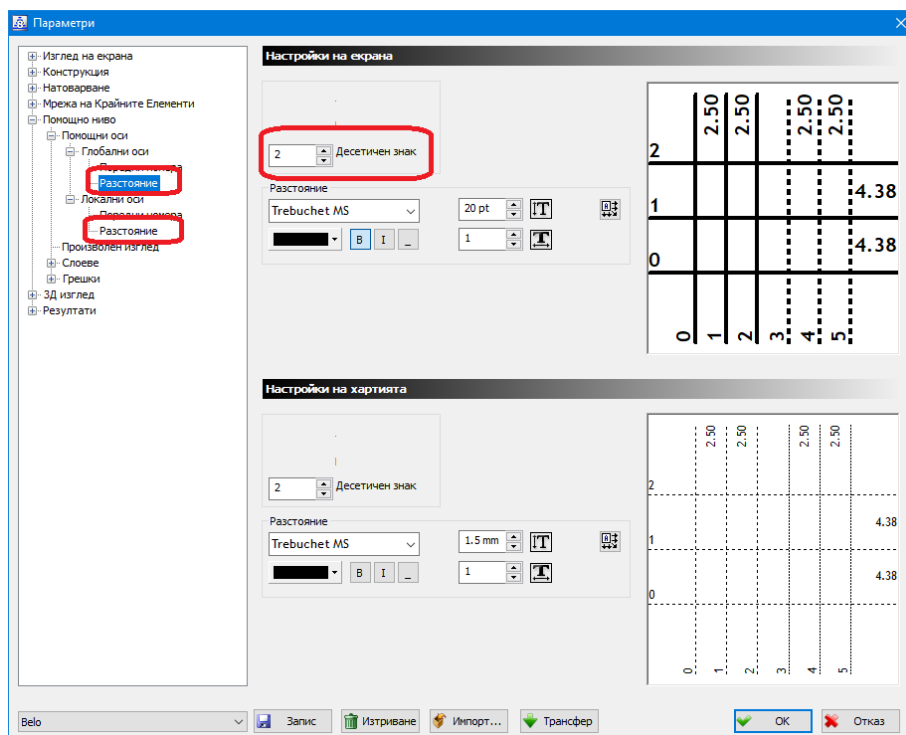 Параметри
Изглед на екрана
Конструкция
Натоварване
Мрежа на Крайните Елементи
Помощно ниво
Помощни оси
Глобални оси
Поредни номера
Разстояние
Локални оси
Поредни номера
Разстояние
Произволен изглед
Слоеве
Грешки
3Д изглед
Резултати
Настройки на екрана
2 Десетичен знак
Разстояние
Trebuchet MS 20 pt
B I _ 1
2.50 2.50 2.50 2.50
2
4.38
1
4.38
0
0 1 2 3 4 5
Настройки на хартията
2 Десетичен знак
Разстояние
Trebuchet MS 1.5 mm
B I _ 1
2.50 2.50 2.50 2.50
2
4.38
1
4.38
0
0 1 2 3 4 5
Belo Запис Изтриване Импорт... Трансфер OK Отказ